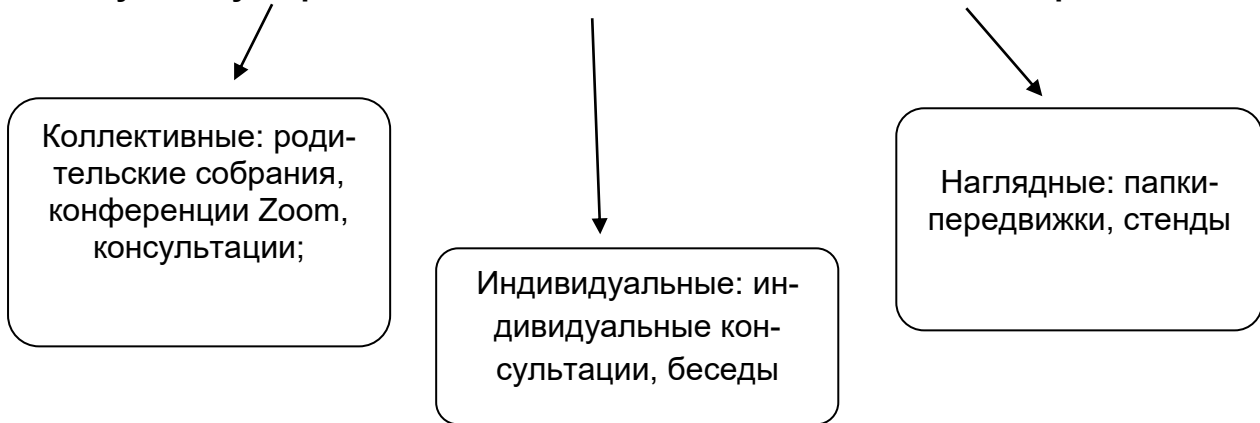 Коллективные: роди-
тельские собрания,
конференции Zoom,
консультации;
Индивидуальные: ин-
дивидуальные кон-
сультации, беседы
Наглядные: папки-
передвижки, стенды